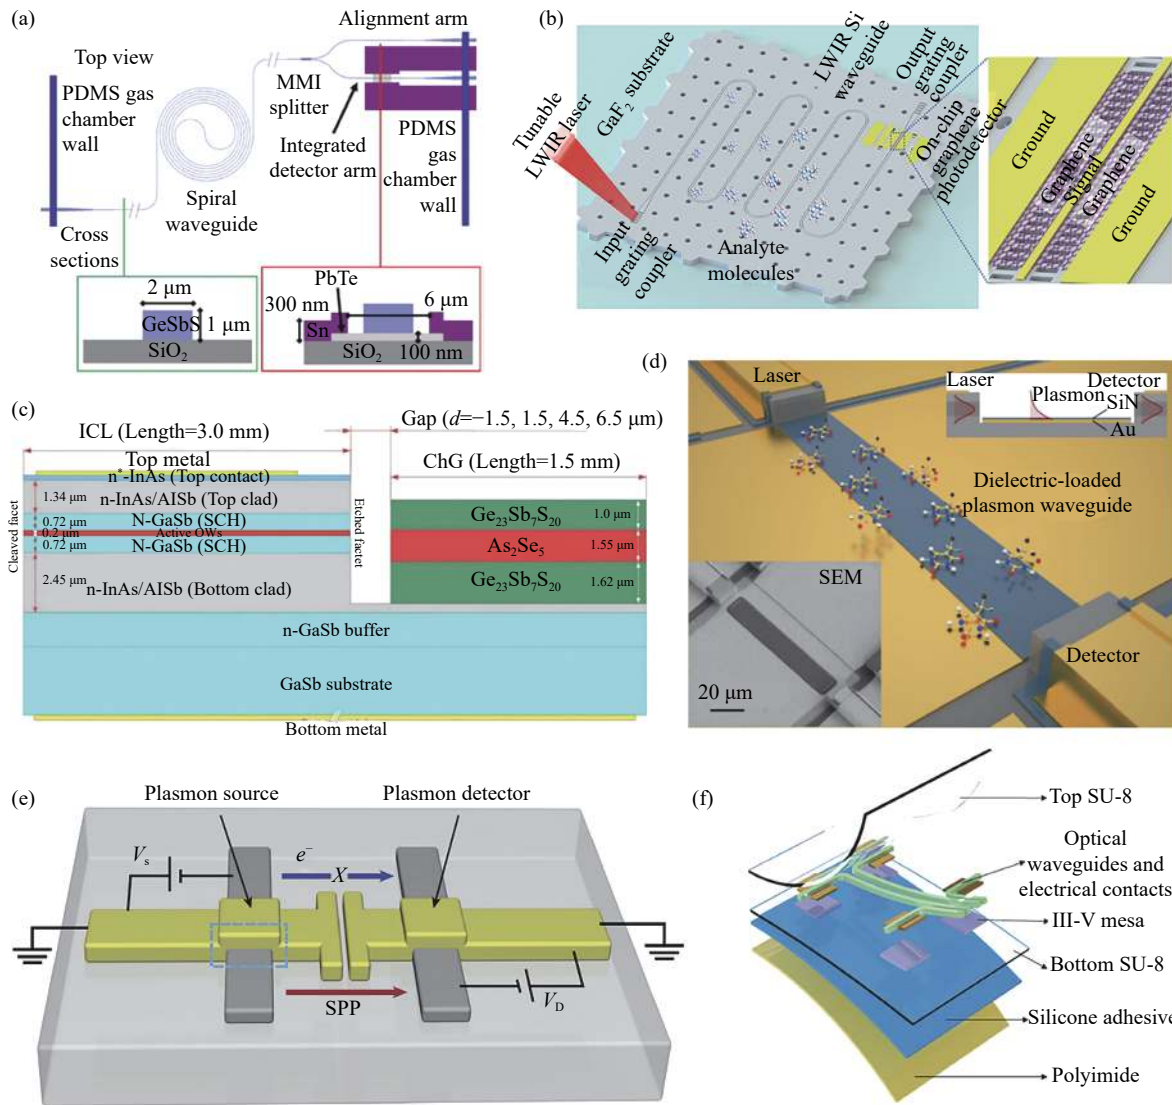 (a)
Top view
PDMS gas
chamber
wall
Spiral
waveguide
MMI
splitter
Integrated
detector arm
Alignment arm
PDMS
gas
chamber
wall
Cross
sections
2 μm
GeSbS
1 μm
SiO2
PbTe
300 nm
6 μm
Sn
SiO2
100 nm
(b)
GaF2 substrate
LWIR Si
waveguide
Output
grating
coupler
Tunable
LWIR laser
On-chip
graphene
photodetector
Input
grating
coupler
Analyte
molecules
Ground
Graphene
Signal
Graphene
Ground
(c)
ICL (Length=3.0 mm)
Gap (d=−1.5, 1.5, 4.5, 6.5 μm)
Top metal
ChG (Length=1.5 mm)
n+-InAs (Top contact)
1.34 μm
n-InAs/AISb (Top clad)
0.72 μm
N-GaSb (SCH)
0.2 μm
Active QWs
0.72 μm
N-GaSb (SCH)
2.45 μm
n-InAs/AISb (Bottom clad)
Cleaved facet
Etched factet
Ge23Sb7S20
1.0 μm
As2Se5
1.55 μm
Ge23Sb7S20
1.62 μm
n-GaSb buffer
GaSb substrate
Bottom metal
(d)
Laser
Laser
Plasmon
Detector
SiN
Au
Dielectric-loaded
plasmon waveguide
SEM
20 μm
Detector
(e)
Plasmon source
Plasmon detector
Vs
e−
X
SPP
VD
(f)
Top SU-8
Optical
waveguides and
electrical contacts
III-V mesa
Bottom SU-8
Silicone adhesive
Polyimide